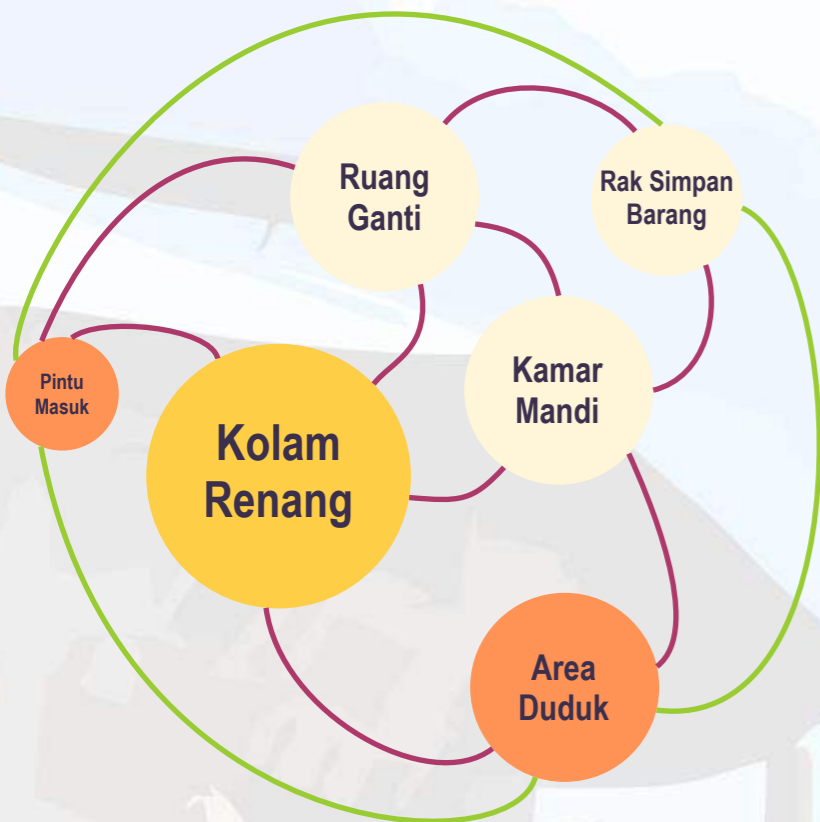 Ruang
Ganti
Rak Simpan
Barang
Pintu
Masuk
Kamar
Mandi
Kolam
Renang
Area
Duduk